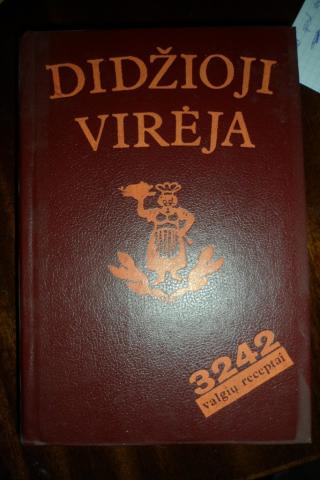 DIDŽIOJI
VIRĖJA
3242
valgių receptai